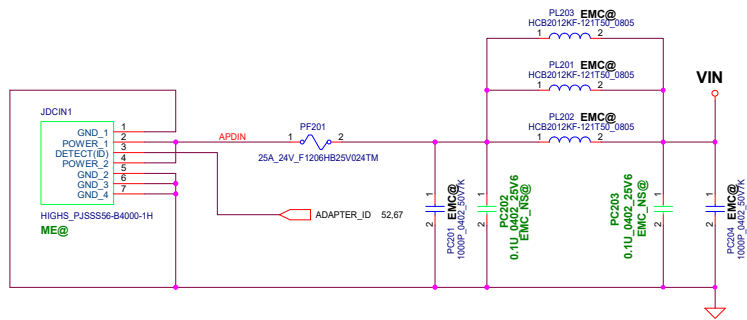 PL203 EMC@
HCB2012KF-121T50_0805
1 2
PL201 EMC@
HCB2012KF-121T50_0805
1 2
PL202 EMC@
HCB2012KF-121T50_0805
1 2
VIN
JDCIN1
GND_1 1
POWER_1 2
DETECT(ID) 3
POWER_2 4
GND_2 5
GND_3 6
GND_4 7
HIGHS_PJSSS56-B4000-1H
ME@
APDIN
PF201
1 2
25A_24V_F1206HB25V024TM
ADAPTER_ID 52,67
1
2
PC201 EMC@
1000P_0402_50V7K
1
2
PC202
0.1U_0402_25V6
EMC_NS@
1
2
PC203
0.1U_0402_25V6
EMC_NS@
1
2
PC204 EMC@
1000P_0402_50V7K